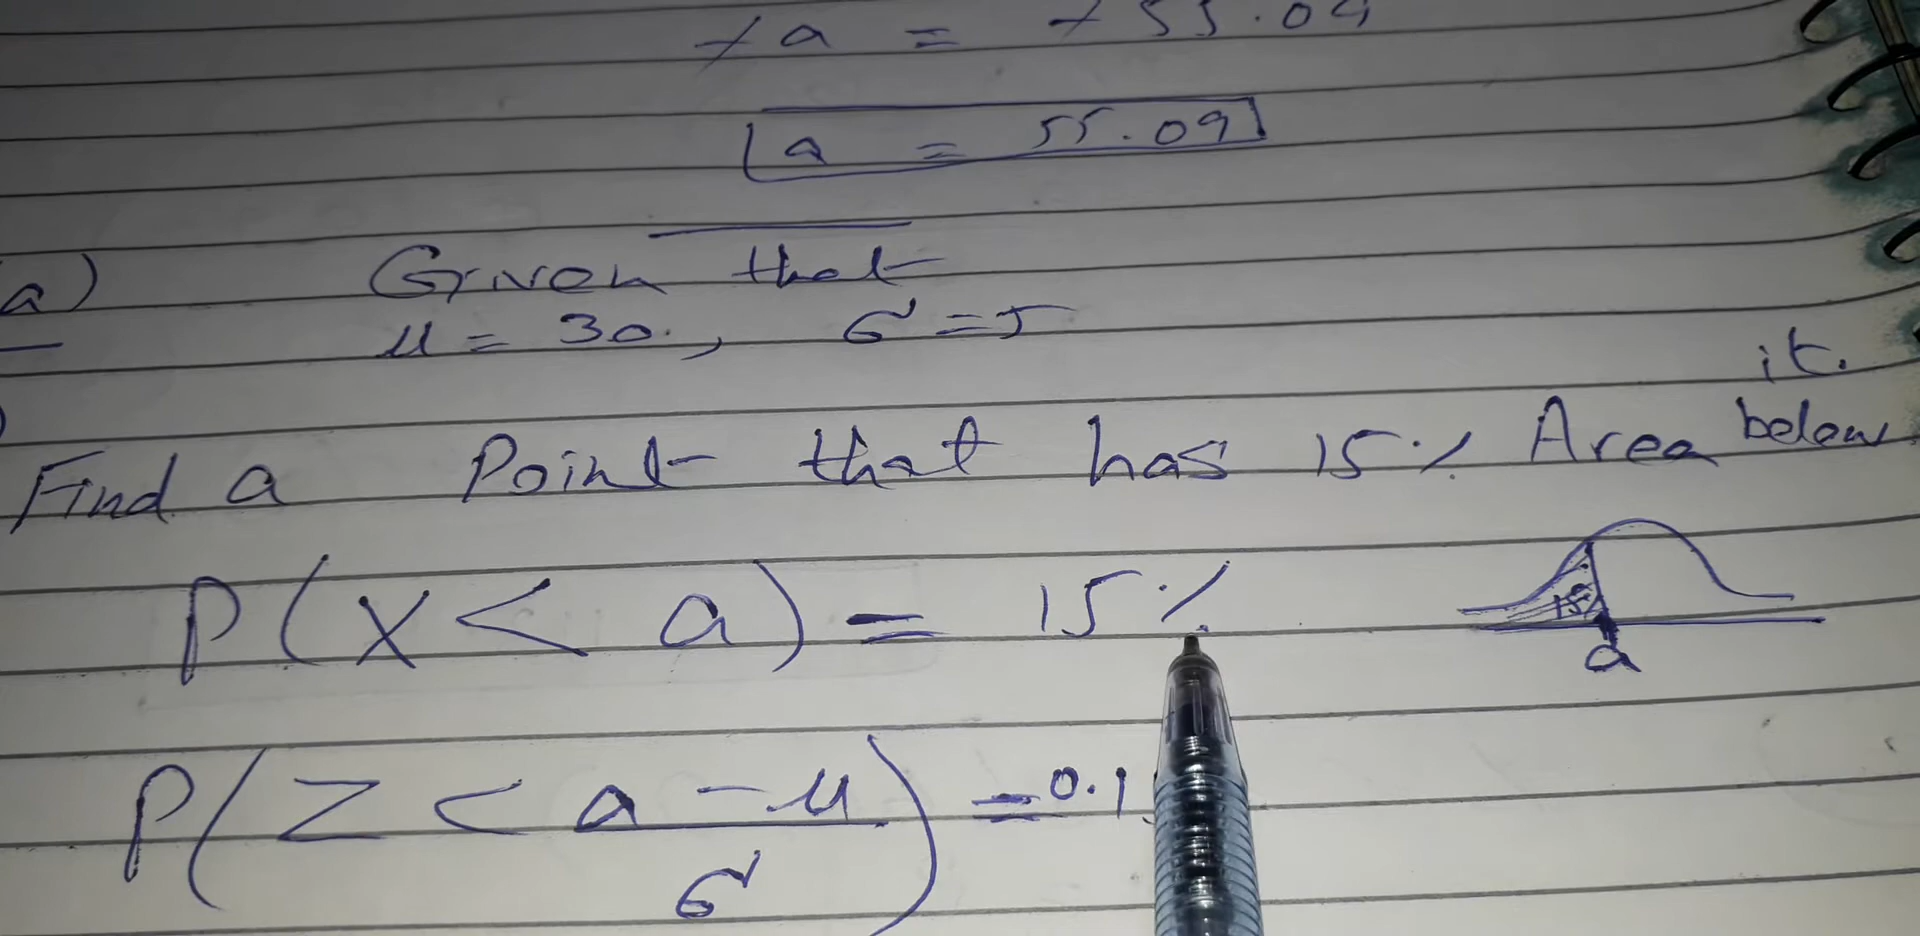 a = 55.09
a = 55.09
a) Given that
μ = 30, σ = 5
it.
Find a Point that has 15% Area below
P(X < a) = 15%
15
a
P(Z < a - μ) = 0.1
σ